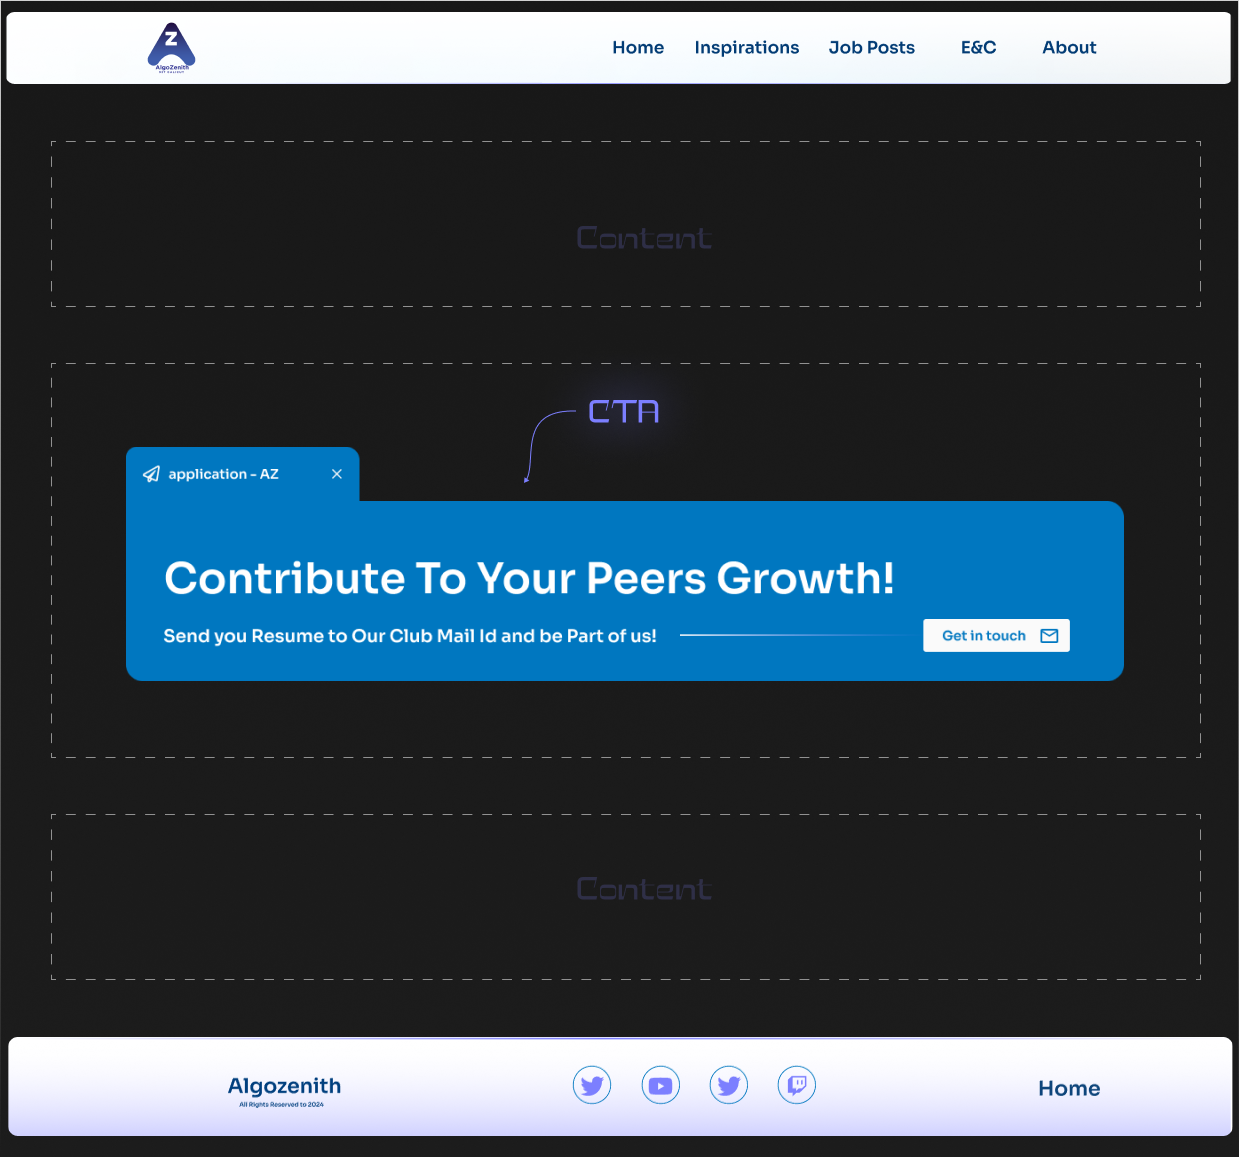 Z
AlgoZenith
Home Inspirations Job Posts E&C About
Content
CTA
application - AZ
Contribute To Your Peers Growth!
Send you Resume to Our Club Mail Id and be Part of us!
Get in touch
Content
Algozenith
All Rights Reserved to 2024
Home